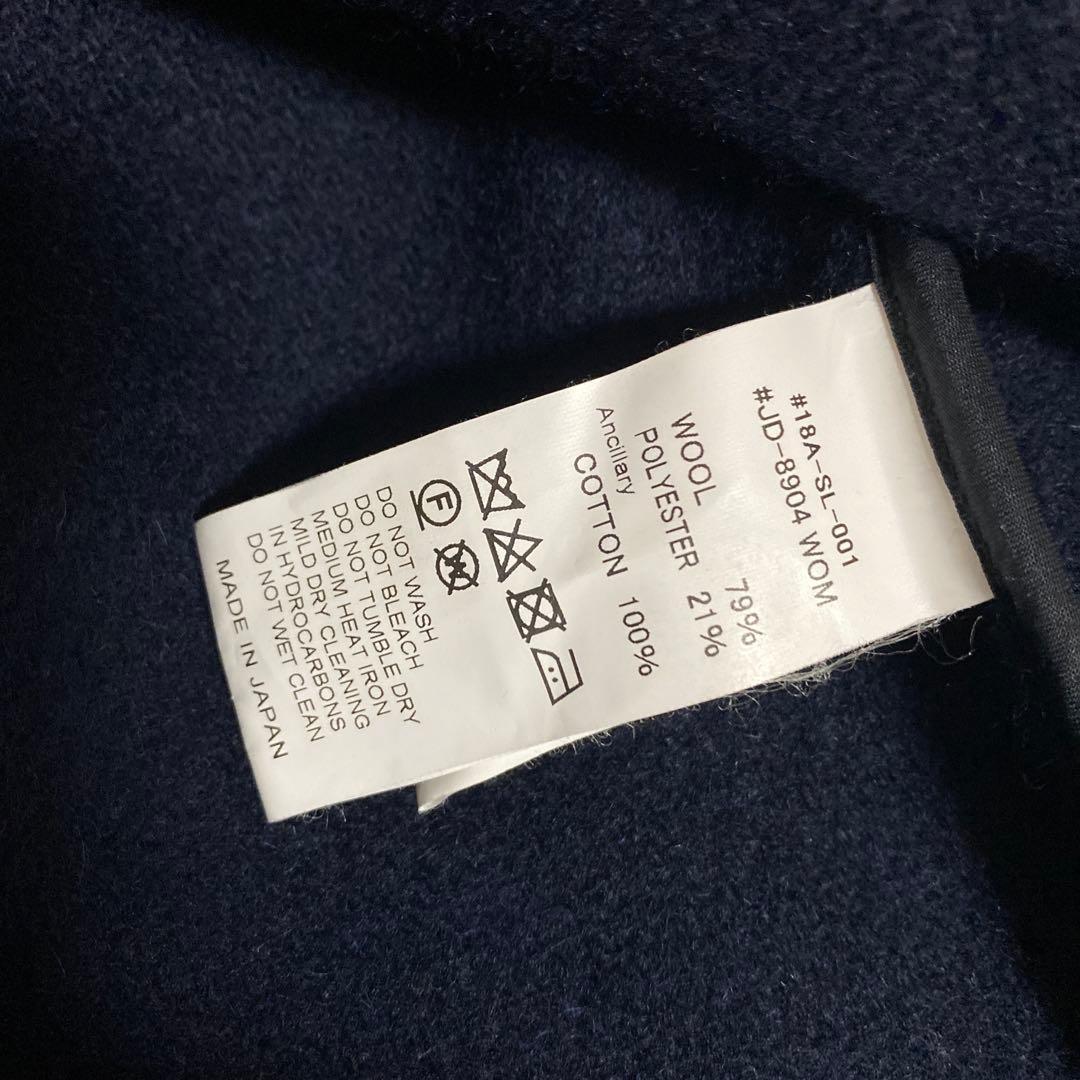 #18A-SL-001
#JD-8904 WOM
WOOL 79%
POLYESTER 21%
Ancillary
COTTON 100%
F
W
DO NOT WASH
DO NOT BLEACH
DO NOT TUMBLE DRY
MEDIUM HEAT IRON
MILD DRY CLEANING
IN HYDROCARBONS
DO NOT WET CLEAN
MADE IN JAPAN